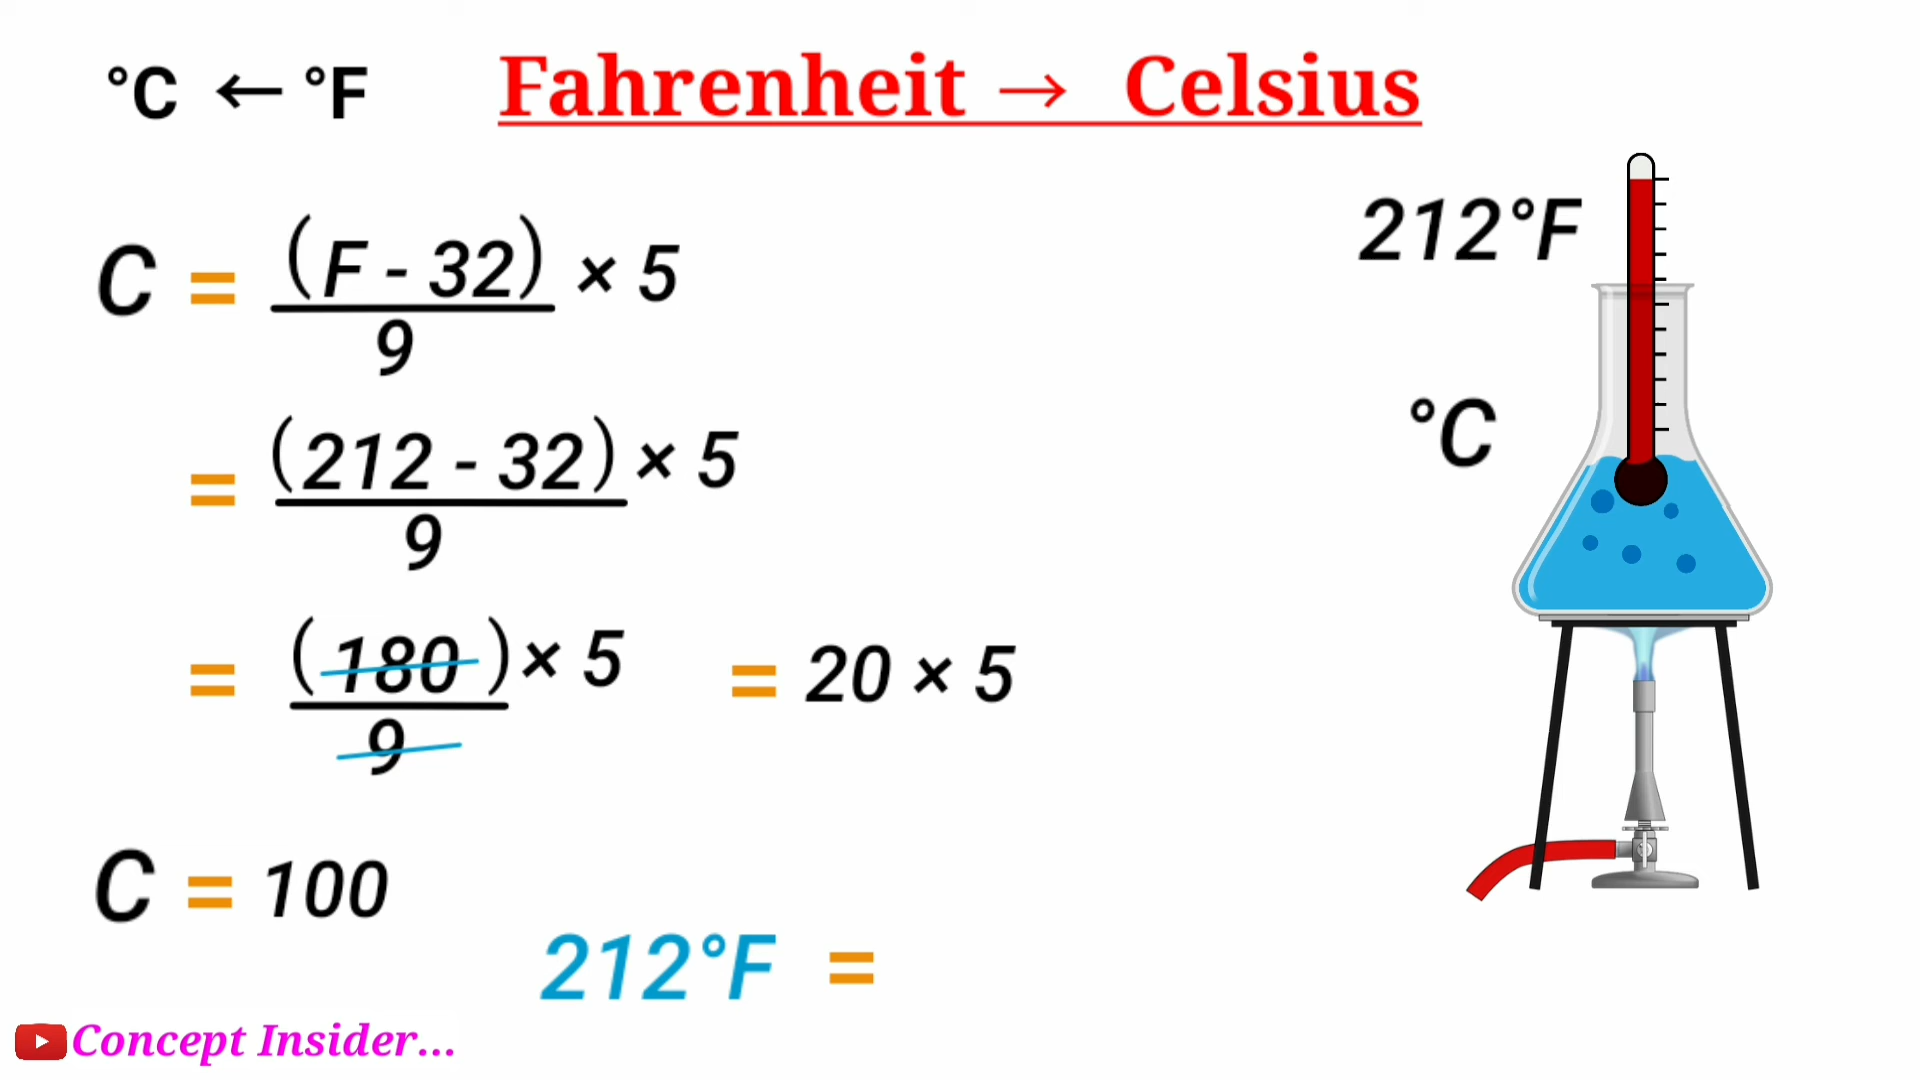 °C ← °F Fahrenheit → Celsius
212°F
C = (F - 32) × 5
9
°C
= (212 - 32) × 5
9
= (180) × 5 = 20 × 5
9
C = 100
212°F =
Concept Insider...